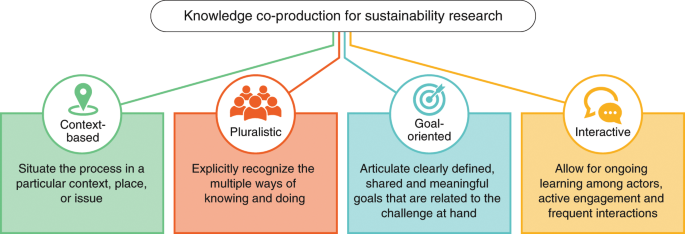 Knowledge co-production for sustainability research
Context-
based
Situate the process in a
particular context, place,
or issue
Pluralistic
Explicitly recognize the
multiple ways of
knowing and doing
Goal-
oriented
Articulate clearly defined,
shared and meaningful
goals that are related to the
challenge at hand
Interactive
Allow for ongoing
learning among actors,
active engagement and
frequent interactions